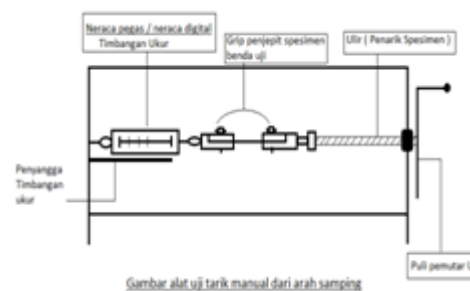 Neraca pegas / neraca digital
Timbangan Ukur
Grip penjepit spesimen
benda uji
Ulir ( Penarik Spesimen )
Penyangga
Timbangan
ukur
Puli pemutar U
Gambar alat uji tarik manual dari arah samping